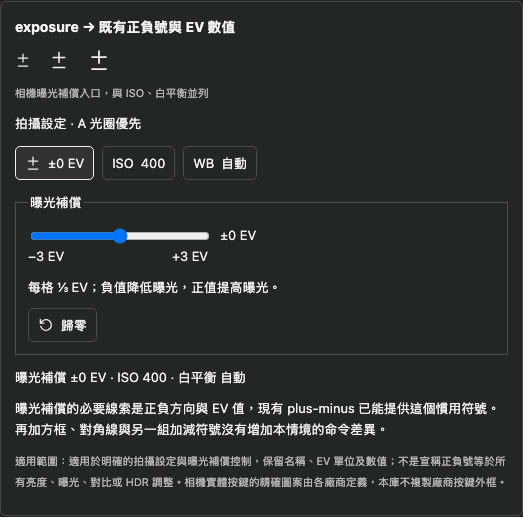 exposure → 既有正負號與 EV 數值
± ± ±
相機曝光補償入口，與 ISO、白平衡並列
拍攝設定 · A 光圈優先
± ±0 EV ISO 400 WB 自動
曝光補償
±0 EV
−3 EV +3 EV
每格 ⅓ EV；負值降低曝光，正值提高曝光。
歸零
曝光補償 ±0 EV · ISO 400 · 白平衡 自動
曝光補償的必要線索是正負方向與 EV 值，現有 plus-minus 已能提供這個慣用符號。
再加方框、對角線與另一組加減符號沒有增加本情境的命令差異。
適用範圍：適用於明確的拍攝設定與曝光補償控制，保留名稱、EV 單位及數值；不是宣稱正負號等於所
有亮度、曝光、對比或 HDR 調整。相機實體按鍵的精確圖案由各廠商定義，本庫不複製廠商按鍵外框。